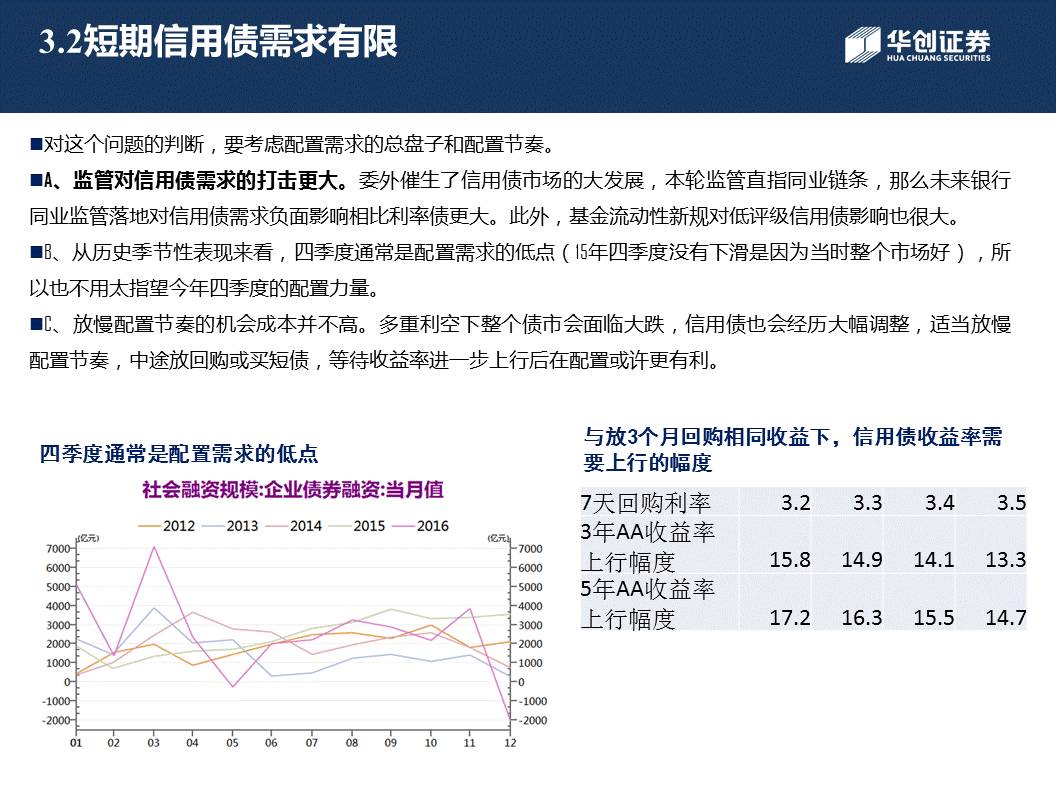 3.2短期信用债需求有限
华创证券
HUA CHUANG SECURITIES
■对这个问题的判断，要考虑配置需求的总盘子和配置节奏。
■A、监管对信用债需求的打击更大。委外催生了信用债市场的大发展，本轮监管直指同业链条，那么未来银行
同业监管落地对信用债需求负面影响相比利率债更大。此外，基金流动性新规对低评级信用债影响也很大。
■B、从历史季节性表现来看，四季度通常是配置需求的低点（15年四季度没有下滑是因为当时整个市场好），所
以也不用太指望今年四季度的配置力量。
■C、放慢配置节奏的机会成本并不高。多重利空下整个债市会面临大跌，信用债也会经历大幅调整，适当放慢
配置节奏，中途放回购或买短债，等待收益率进一步上行后在配置或许更有利。
四季度通常是配置需求的低点
社会融资规模:企业债券融资:当月值
2012 2013 2014 2015 2016
(亿元) (亿元)
7000 7000
6000 6000
5000 5000
4000 4000
3000 3000
2000 2000
1000 1000
0 0
-1000 -1000
-2000 -2000
01 02 03 04 05 06 07 08 09 10 11 12
与放3个月回购相同收益下，信用债收益率需
要上行的幅度
7天回购利率 3.2 3.3 3.4 3.5
3年AA收益率
上行幅度 15.8 14.9 14.1 13.3
5年AA收益率
上行幅度 17.2 16.3 15.5 14.7